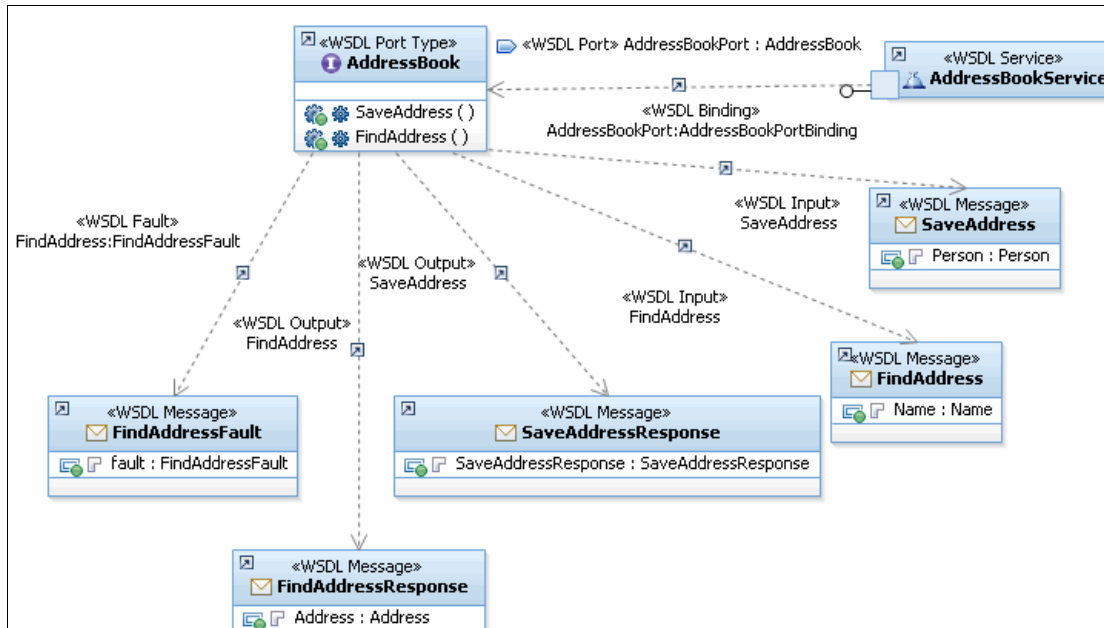 «WSDL Port Type»
AddressBook
SaveAddress ( )
FindAddress ( )
«WSDL Port» AddressBookPort : AddressBook
«WSDL Service»
AddressBookService
«WSDL Binding»
AddressBookPort:AddressBookPortBinding
«WSDL Input»
SaveAddress
«WSDL Message»
SaveAddress
Person : Person
«WSDL Fault»
FindAddress:FindAddressFault
«WSDL Output»
SaveAddress
«WSDL Input»
FindAddress
«WSDL Output»
FindAddress
«WSDL Message»
FindAddress
Name : Name
«WSDL Message»
FindAddressFault
fault : FindAddressFault
«WSDL Message»
SaveAddressResponse
SaveAddressResponse : SaveAddressResponse
«WSDL Message»
FindAddressResponse
Address : Address